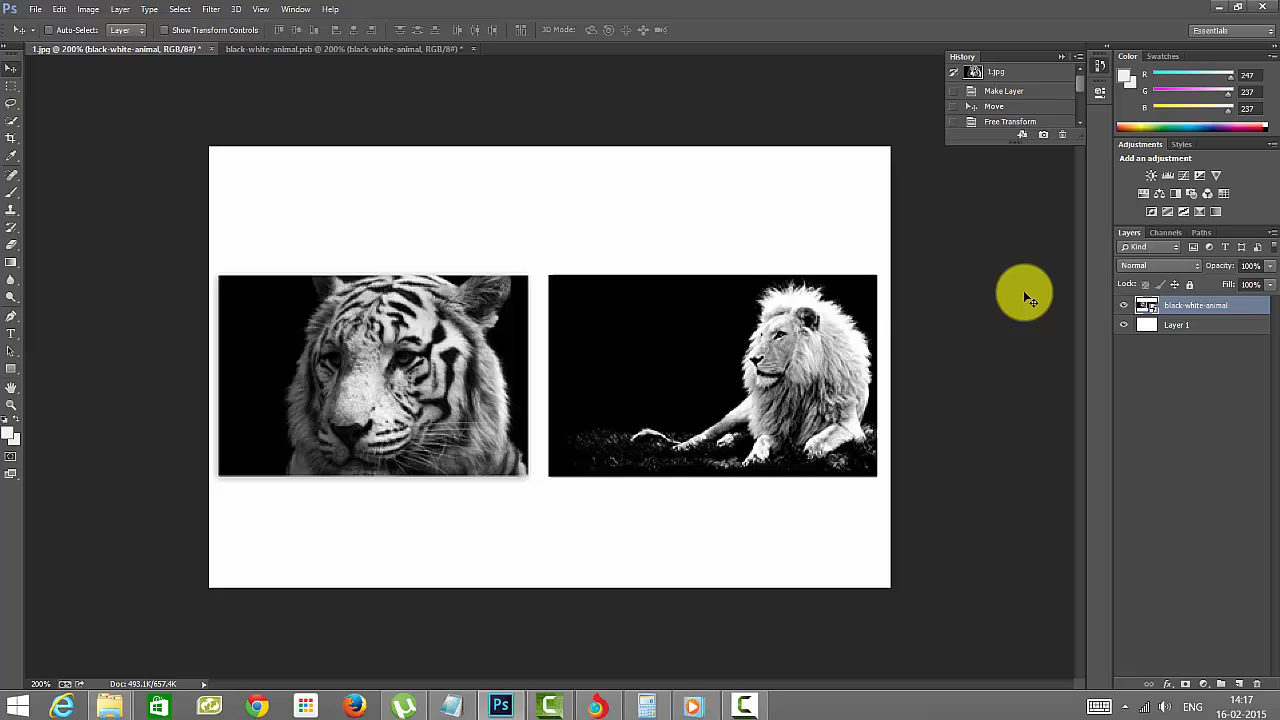 Ps File Edit Image Layer Type Select Filter 3D View Window Help
Auto-Select: Layer Show Transform Controls 3D Mode: Essentials
1.jpg @ 200% (black-white-animal, RGB/8#) * × black-white-animal.psb @ 200% (black-white-animal, RGB/8#) * ×
History
1.jpg
Make Layer
Move
Free Transform
Color Swatches
R 247
G 237
B 237
Adjustments Styles
Add an adjustment
Layers Channels Paths
Kind
Normal Opacity: 100%
Lock: Fill: 100%
black-white-animal
Layer 1
200% Doc: 493.1K/657.4K
Ps
ENG
14:17
16-02-2015